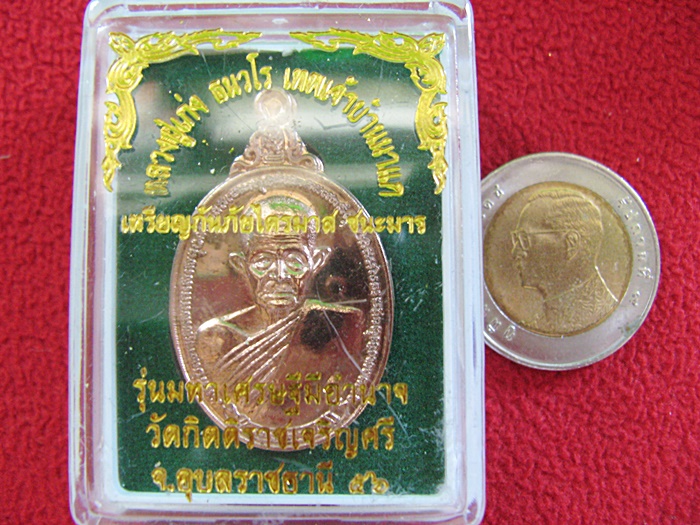 หลวงปู่เก่ง ธนวโร เทพเจ้าบ้านนาแก
เหรียญกันภัยไตรมาส ชนะมาร
รุ่นมหาเศรษฐีมีอำนาจ
วัดกิตติราชเจริญศรี
จ.อุบลราชธานี ๕๖